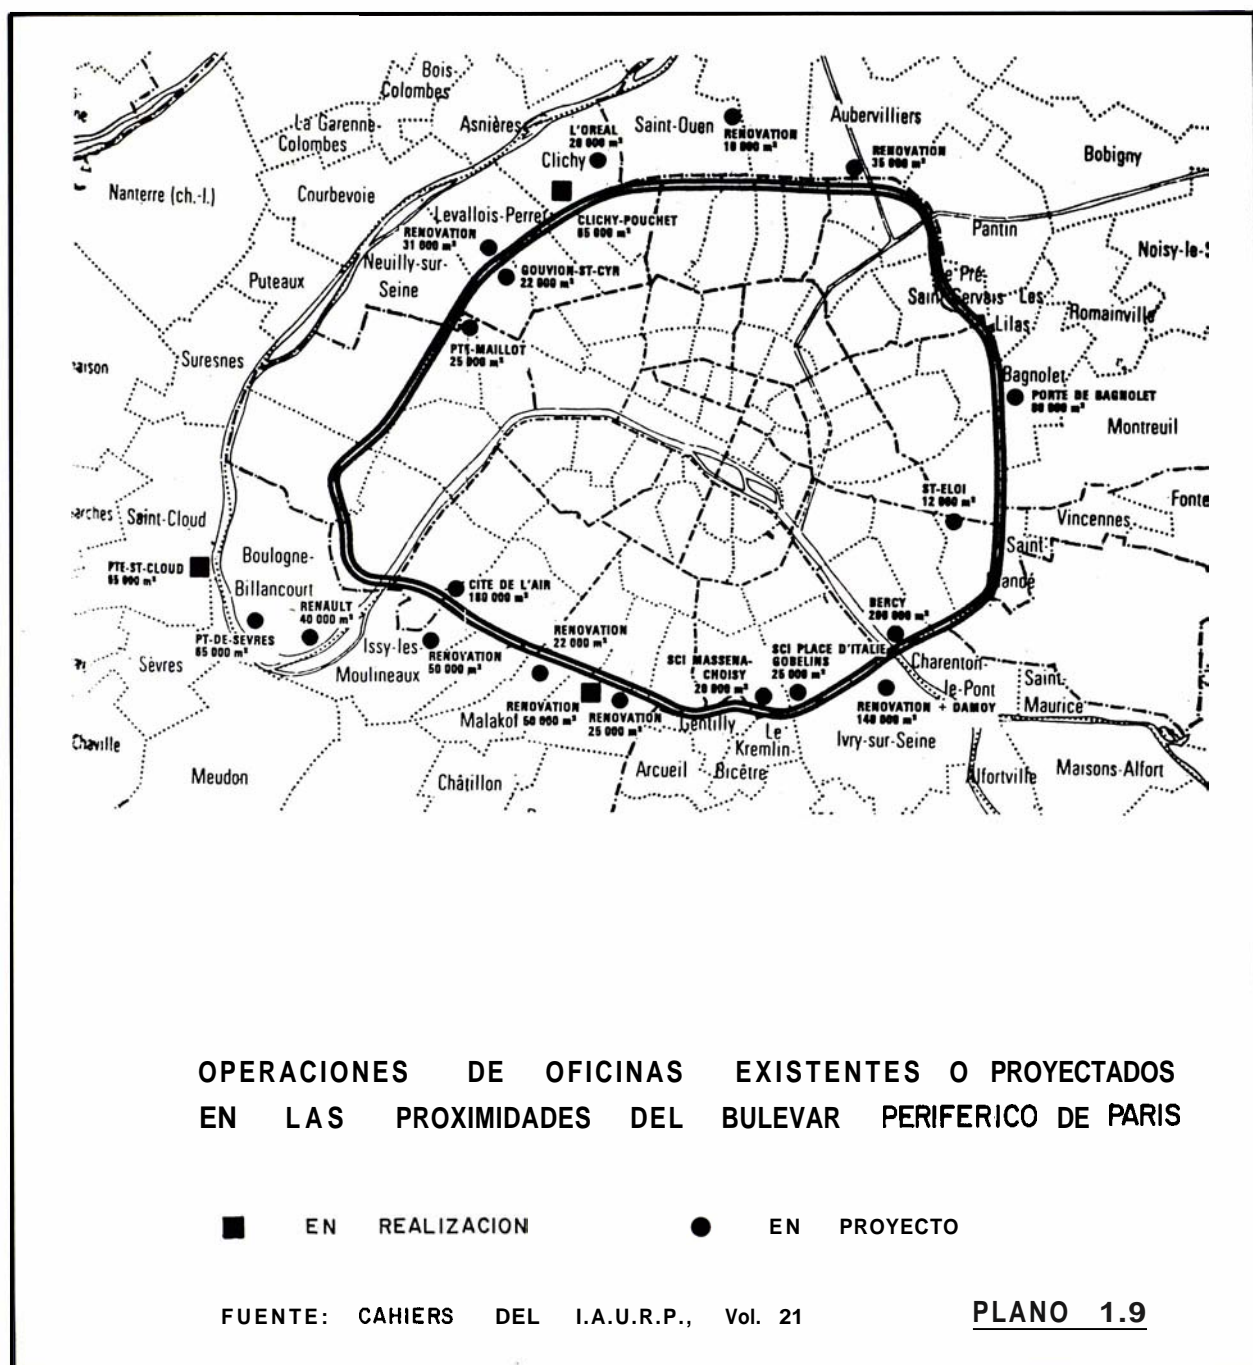 Bois-
Colombes
La Garenne-
Colombes
Asnières
L'OREAL
20 000 m²
Clichy
Saint-Ouen
RENOVATION
10 000 m²
Aubervilliers
RENOVATION
35 000 m²
Bobigny
Nanterre (ch.-l.)
Courbevoie
Levallois-Perret
CLICHY-POUCHET
RENOVATION
31 000 m²
Pantin
Noisy-le-S
Neuilly-sur-
Seine
GOUVION-ST-CYR
22 000 m²
Puteaux
Le Pré-
Saint Gervais
Les
Lilas
Romainville
PTE-MAILLOT
25 000 m²
Suresnes
naison
Bagnolet
PORTE DE BAGNOLET
Montreuil
ST-ELOI
12 000 m²
Fonte
arches
Saint-Cloud
Vincennes
Saint-
Mandé
PTE-ST-CLOUD
Boulogne-
Billancourt
CITE DE L'AIR
RENAULT
40 000 m²
BERCY
PT-DE-SEVRES
65 000 m²
Issy-les-
Moulineaux
RENOVATION
50 000 m²
RENOVATION
22 000 m²
SCI MASSENA-
CHOISY
20 000 m²
SCI PLACE D'ITALIE
GOBELINS
25 000 m²
Charenton-
le-Pont
Saint-
Maurice
Sèvres
RENOVATION
50 000 m²
RENOVATION
25 000 m²
RENOVATION + DAMOY
140 000 m²
Malakof
Gentilly
Le
Kremlin-
Bicêtre
Ivry-sur-Seine
Chaville
Meudon
Châtillon
Arcueil
Alfortville
Maisons-Alfort
OPERACIONES DE OFICINAS EXISTENTES O PROYECTADOS
EN LAS PROXIMIDADES DEL BULEVAR PERIFERICO DE PARIS
EN REALIZACION
EN PROYECTO
FUENTE: CAHIERS DEL I.A.U.R.P., Vol. 21
PLANO 1.9